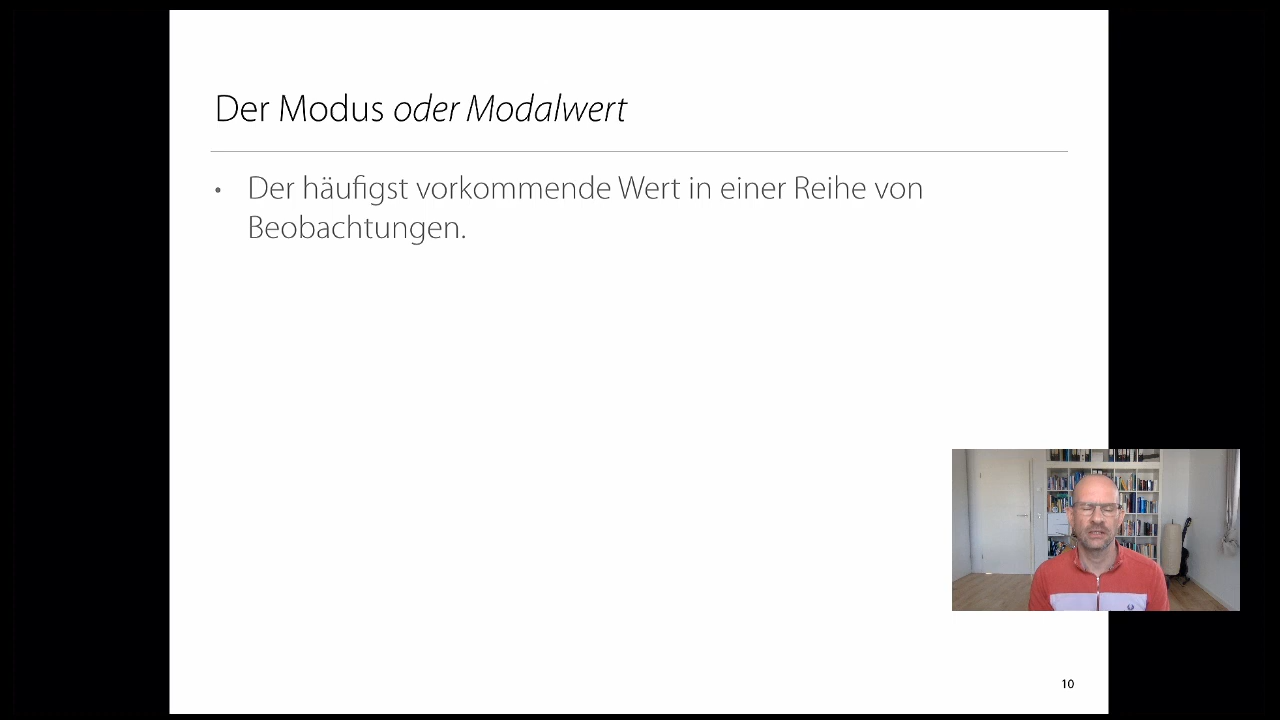 Der Modus oder Modalwert
• Der häufigst vorkommende Wert in einer Reihe von
Beobachtungen.
10